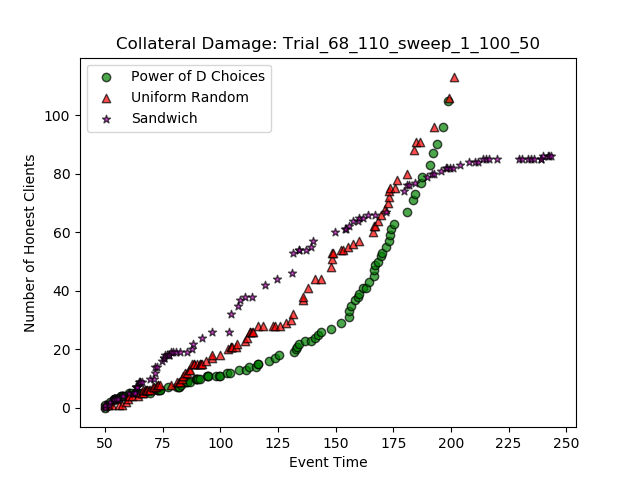 Collateral Damage: Trial_68_110_sweep_1_100_50
Power of D Choices
Uniform Random
Sandwich
Number of Honest Clients
100
80
60
40
20
0
50 75 100 125 150 175 200 225 250
Event Time